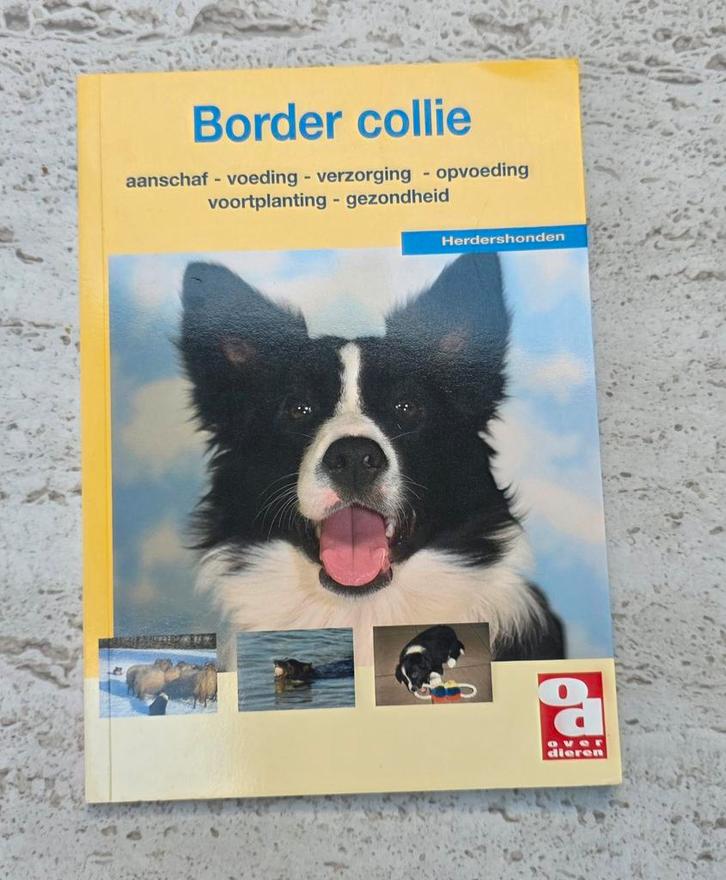 Border collie
aanschaf - voeding - verzorging - opvoeding
voortplanting - gezondheid
Herdershonden
od
over
dieren